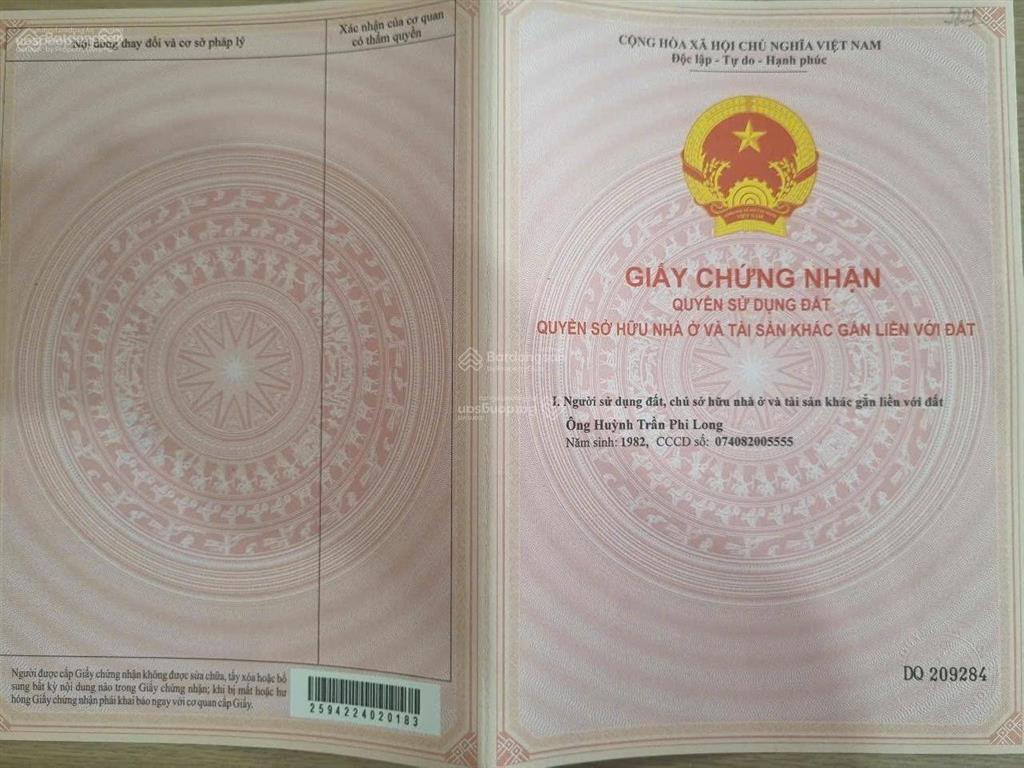 Nội dung thay đổi và cơ sở pháp lý
Xác nhận của cơ quan
có thẩm quyền
Người được cấp Giấy chứng nhận không được sửa chữa, tẩy xóa hoặc bổ
sung bất kỳ nội dung nào trong Giấy chứng nhận; khi bị mất hoặc hư
hỏng Giấy chứng nhận phải khai báo ngay với cơ quan cấp Giấy.
2594224020183
CỘNG HÒA XÃ HỘI CHỦ NGHĨA VIỆT NAM
Độc lập - Tự do - Hạnh phúc
VIỆT NAM
GIẤY CHỨNG NHẬN
QUYỀN SỬ DỤNG ĐẤT
QUYỀN SỞ HỮU NHÀ Ở VÀ TÀI SẢN KHÁC GẮN LIỀN VỚI ĐẤT
I. Người sử dụng đất, chủ sở hữu nhà ở và tài sản khác gắn liền với đất
Ông Huỳnh Trần Phi Long
Năm sinh: 1982, CCCD số: 074082005555
DQ 209284
Batdongsan
by PropertyGuru